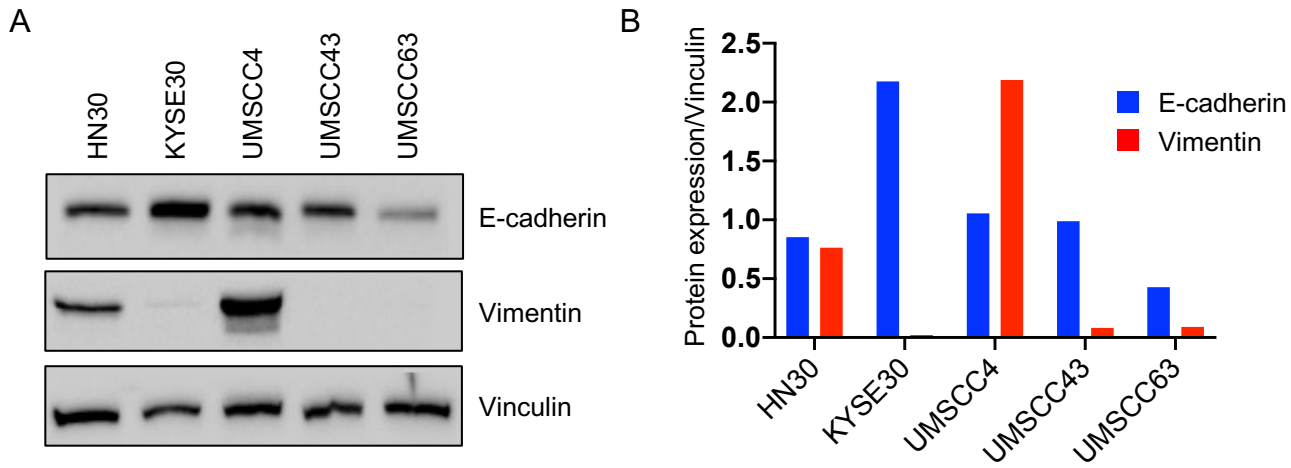 A
HN30
KYSE30
UMSCC4
UMSCC43
UMSCC63
E-cadherin
Vimentin
Vinculin
B
Protein expression/Vinculin
2.5
2.0
1.5
1.0
0.5
0.0
E-cadherin
Vimentin
HN30
KYSE30
UMSCC4
UMSCC43
UMSCC63